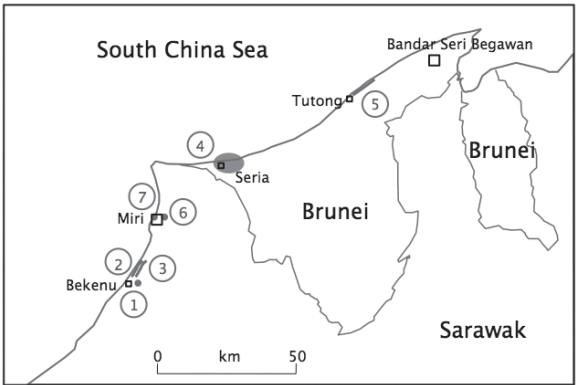 South China Sea
Bandar Seri Begawan
Tutong
5
4
Seria
Brunei
Brunei
7
Miri
6
2
3
Bekenu
1
Sarawak
0 km 50